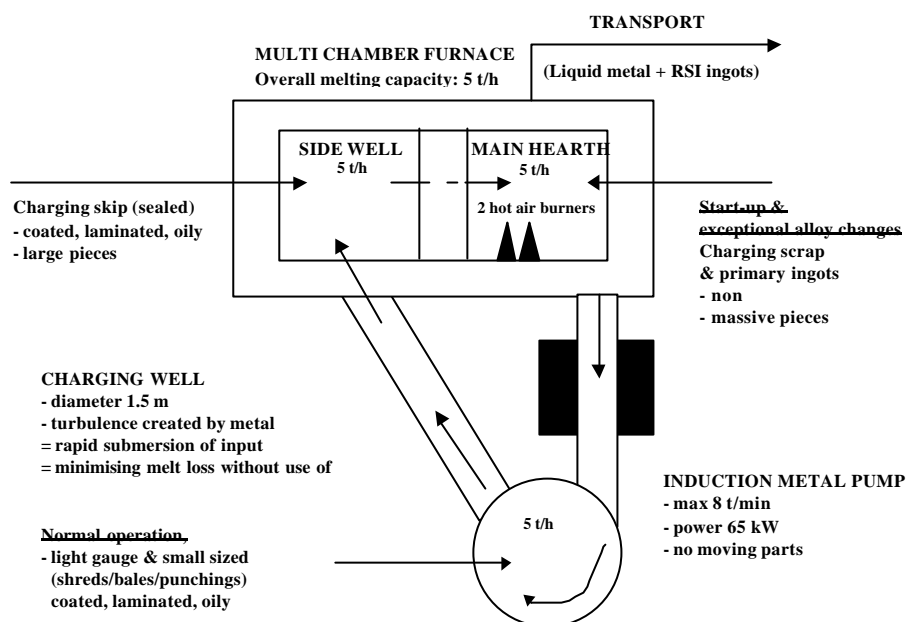 TRANSPORT
MULTI CHAMBER FURNACE
Overall melting capacity: 5 t/h
(Liquid metal + RSI ingots)
SIDE WELL
5 t/h
MAIN HEARTH
5 t/h
2 hot air burners
Charging skip (sealed)
- coated, laminated, oily
- large pieces
Start-up &
exceptional alloy changes
Charging scrap
& primary ingots
- non
- massive pieces
CHARGING WELL
- diameter 1.5 m
- turbulence created by metal
= rapid submersion of input
= minimising melt loss without use of
INDUCTION METAL PUMP
- max 8 t/min
- power 65 kW
- no moving parts
5 t/h
Normal operation,
- light gauge & small sized
(shreds/bales/punchings)
coated, laminated, oily